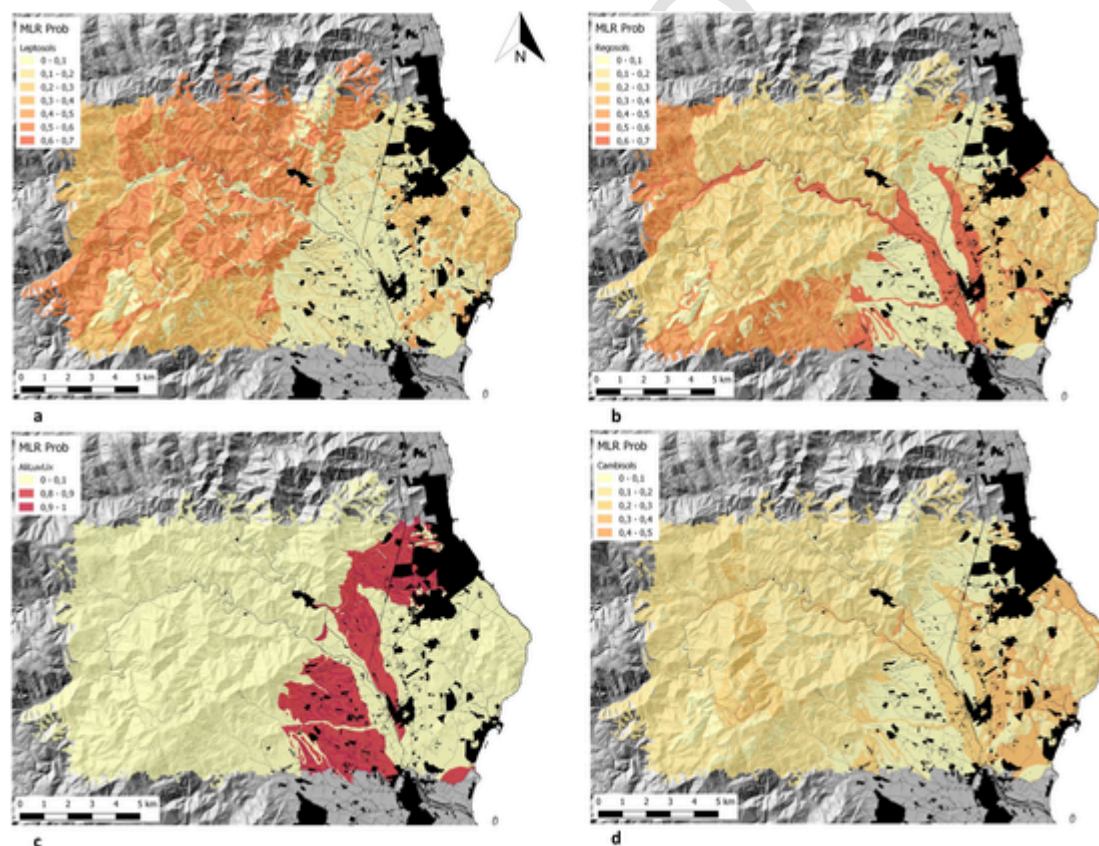 MLR Prob
Leptosols
0 - 0,1
0,1 - 0,2
0,2 - 0,3
0,3 - 0,4
0,4 - 0,5
0,5 - 0,6
0,6 - 0,7
N
0 1 2 3 4 5 km
0
a
MLR Prob
Regosols
0 - 0,1
0,1 - 0,2
0,2 - 0,3
0,3 - 0,4
0,4 - 0,5
0,5 - 0,6
0,6 - 0,7
0 1 2 3 4 5 km
0
b
MLR Prob
0 - 0,1
0,8 - 0,9
0,9 - 1
0 1 2 3 4 5 km
0
c
MLR Prob
Cambisols
0 - 0,1
0,1 - 0,2
0,2 - 0,3
0,3 - 0,4
0,4 - 0,5
0 1 2 3 4 5 km
0
d